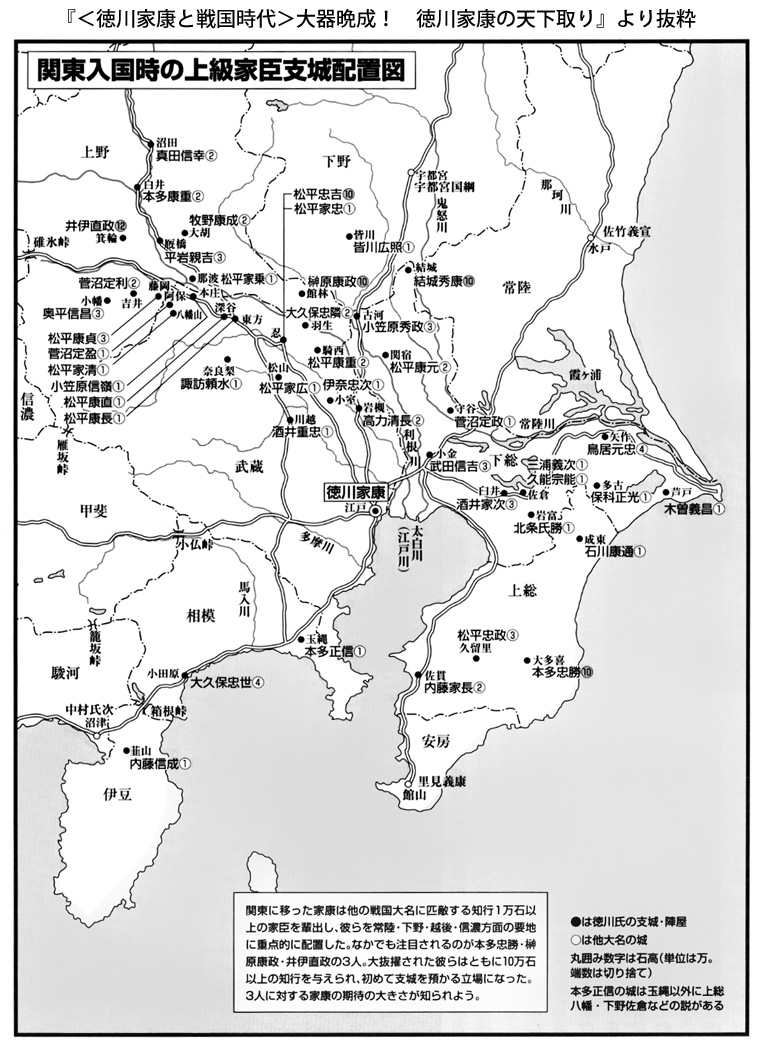 『＜徳川家康と戦国時代＞大器晩成！　徳川家康の天下取り』より抜粋
関東入国時の上級家臣支城配置図
沼田
真田信幸②
上野
下野
白井
本多康重②
宇都宮
宇都宮国綱
那珂川
鬼怒川
松平忠吉⑩
松平家忠①
牧野康成②
大胡
井伊直政⑫
箕輪
碓氷峠
厩橋
平岩親吉③
皆川
皆川広照①
佐竹義宣
水戸
結城
結城秀康⑩
常陸
那波
松平家乗①
榊原康政⑩
館林
菅沼定利②
吉井
小幡
奥平信昌③
藤岡
阿保
本庄
八幡山
深谷
東方
忍
大久保忠隣②
羽生
古河
小笠原秀政③
松平康貞③
菅沼定盈①
松平家清①
小笠原信嶺①
松平康直①
松平康長①
騎西
松平康重②
関宿
松平康元②
奈良梨
諏訪頼水①
松山
松平家広①
伊奈忠次①
小室
岩槻
高力清長②
霞ヶ浦
信濃
雁坂峠
川越
酒井重忠①
利根川
守谷
菅沼定政①
常陸川
矢作
鳥居元忠④
武蔵
小金
武田信吉③
下総
三浦義次①
久能宗能①
臼井
佐倉
酒井家次③
多古
保科正光①
芦戸
木曽義昌①
徳川家康
江戸
甲斐
岩富
北条氏勝①
成東
石川康通①
小仏峠
多摩川
太白川
（江戸川）
馬入川
相模
上総
籠坂峠
玉縄
本多正信①
松平忠政③
久留里
大多喜
本多忠勝⑩
駿河
小田原
大久保忠世④
佐貫
内藤家長②
中村氏次
沼津
箱根峠
安房
韮山
内藤信成①
里見義康
館山
伊豆
関東に移った家康は他の戦国大名に匹敵する知行1万石以
上の家臣を輩出し、彼らを常陸・下野・越後・信濃方面の要地
に重点的に配置した。なかでも注目されるのが本多忠勝・榊
原康政・井伊直政の3人。大抜擢された彼らはともに10万石
以上の知行を与えられ、初めて支城を預かる立場になった。
3人に対する家康の期待の大きさが知られよう。
●は徳川氏の支城・陣屋
○は他大名の城
丸囲み数字は石高（単位は万。
端数は切り捨て）
本多正信の城は玉縄以外に上総
八幡・下野佐倉などの説がある